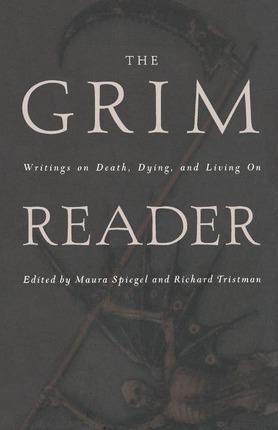 THE
GRIM
Writings on Death, Dying, and Living On
READER
Edited by Maura Spiegel and Richard Tristman